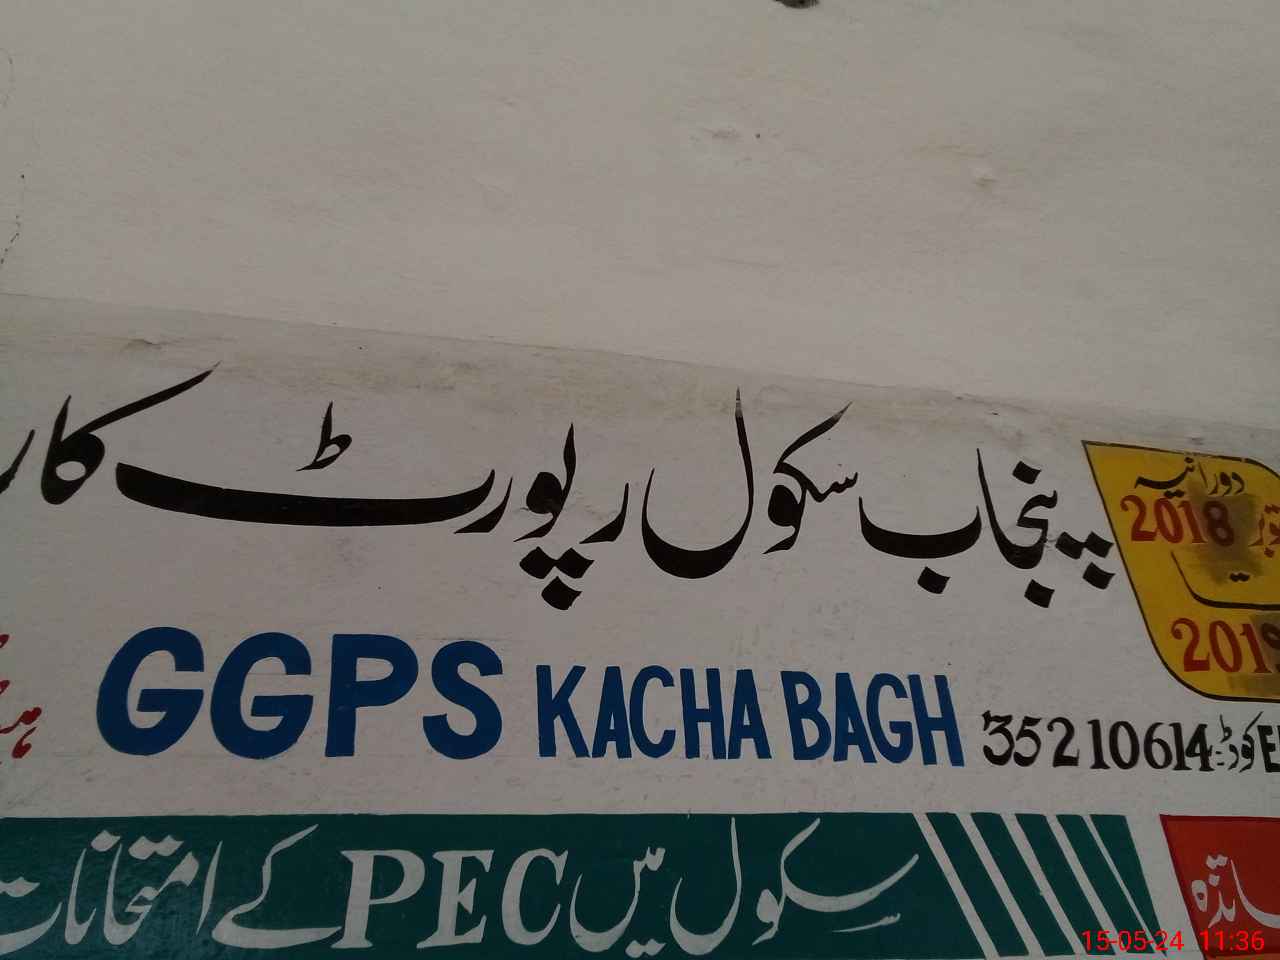 پنجاب سکول رپورٹ کار
دورانیہ
2018
2019
GGPS KACHA BAGH
35210614 کوڈ:
سکول میں PEC کے امتحانات
15-05-24 11:36